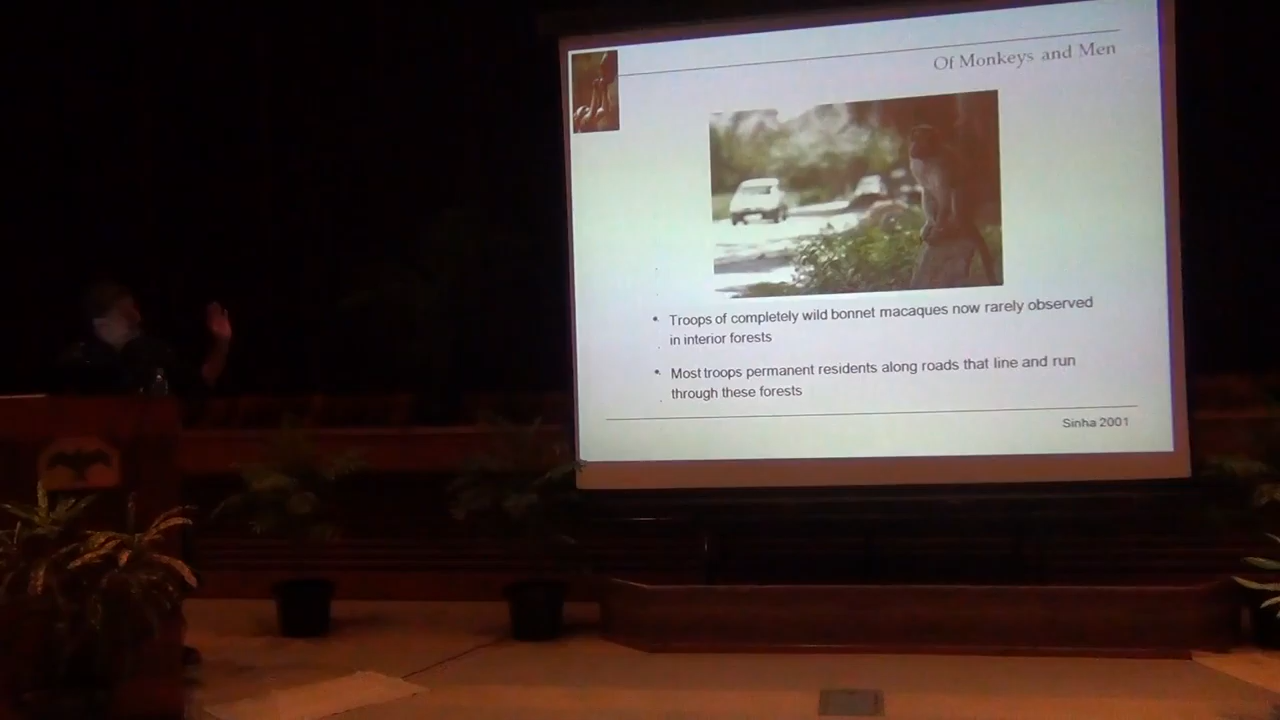 Of Monkeys and Men
• Troops of completely wild bonnet macaques now rarely observed
in interior forests
• Most troops permanent residents along roads that line and run
through these forests
Sinha 2001